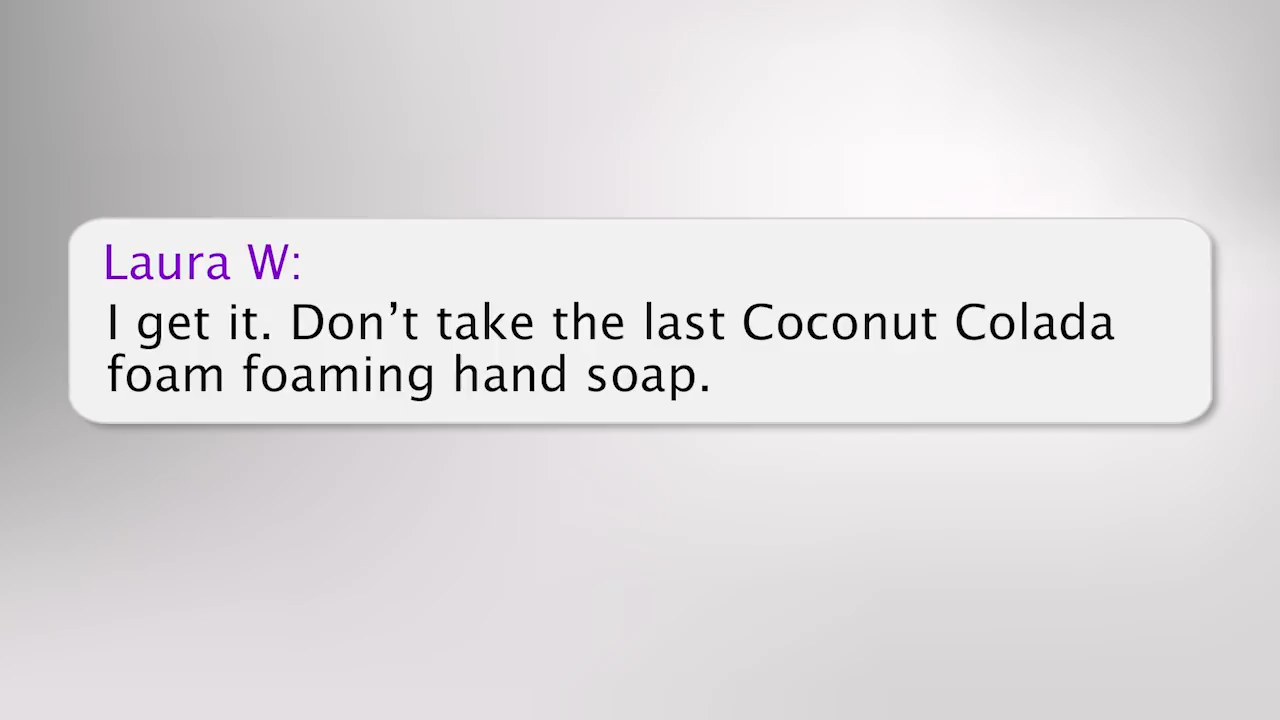 Laura W:
I get it. Don’t take the last Coconut Colada
foam foaming hand soap.